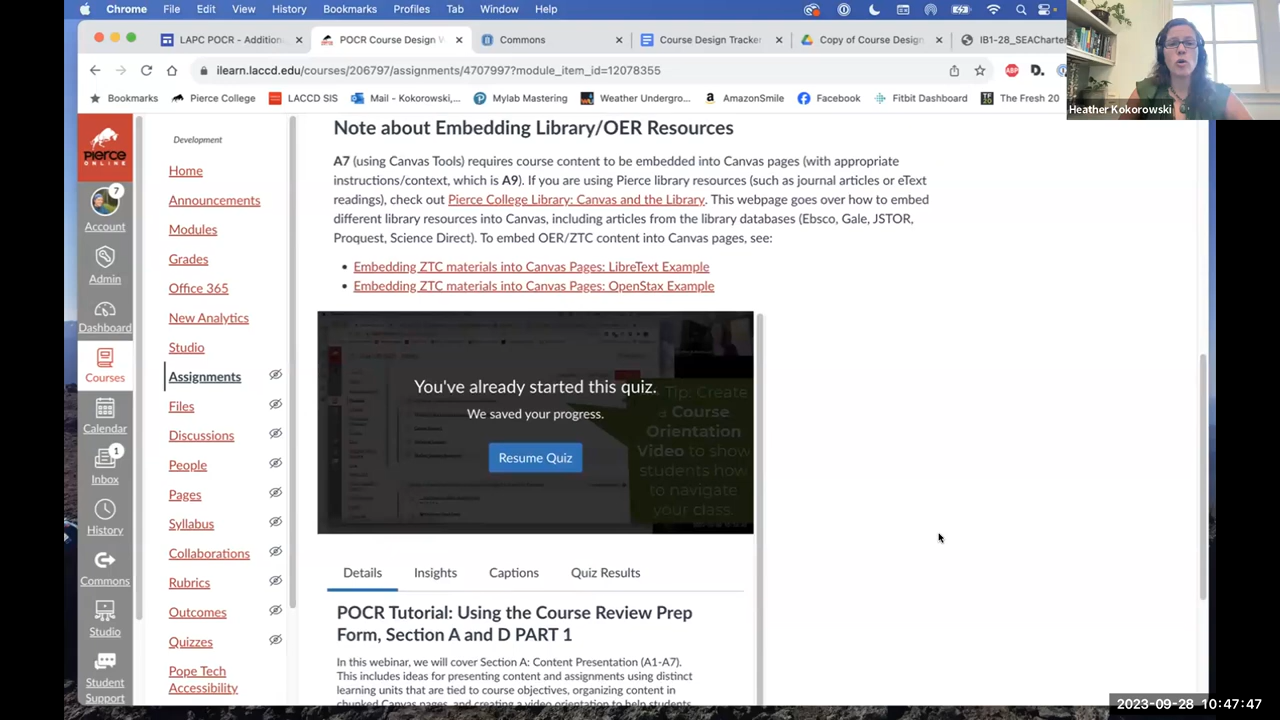 Chrome File Edit View History Bookmarks Profiles Tab Window Help
LAPC POCR - Addition
POCR Course Design
Commons
Course Design Tracker
Copy of Course Design
IB1-28_SEACharter
ilearn.laccd.edu/courses/206797/assignments/4707997?module_item_id=12078355
ABP
D.
Bookmarks Pierce College LACCD SIS Mail - Kokorowski,... Mylab Mastering Weather Undergro... AmazonSmile Facebook Fitbit Dashboard The Fresh 20
Heather Kokorowski
PIERCE
ONLINE
7
Account
Admin
Dashboard
Courses
Calendar
1
Inbox
History
Commons
Studio
Student
Support
Development
Home
Announcements
Modules
Grades
Office 365
New Analytics
Studio
Assignments
Files
Discussions
People
Pages
Syllabus
Collaborations
Rubrics
Outcomes
Quizzes
Pope Tech
Accessibility
Note about Embedding Library/OER Resources
A7 (using Canvas Tools) requires course content to be embedded into Canvas pages (with appropriate
instructions/context, which is A9). If you are using Pierce library resources (such as journal articles or eText
readings), check out Pierce College Library: Canvas and the Library. This webpage goes over how to embed
different library resources into Canvas, including articles from the library databases (Ebsco, Gale, JSTOR,
Proquest, Science Direct). To embed OER/ZTC content into Canvas pages, see:
• Embedding ZTC materials into Canvas Pages: LibreText Example
• Embedding ZTC materials into Canvas Pages: OpenStax Example
You've already started this quiz.
We saved your progress.
Resume Quiz
Tip: Create
a Course
Orientation
Video to show
students how
to navigate
your class
Details Insights Captions Quiz Results
POCR Tutorial: Using the Course Review Prep
Form, Section A and D PART 1
In this webinar, we will cover Section A: Content Presentation (A1-A7).
This includes ideas for presenting content and assignments using distinct
learning units that are tied to course objectives, organizing content in
chunked Canvas pages, and creating a video orientation to help students
2023-09-28 10:47:47